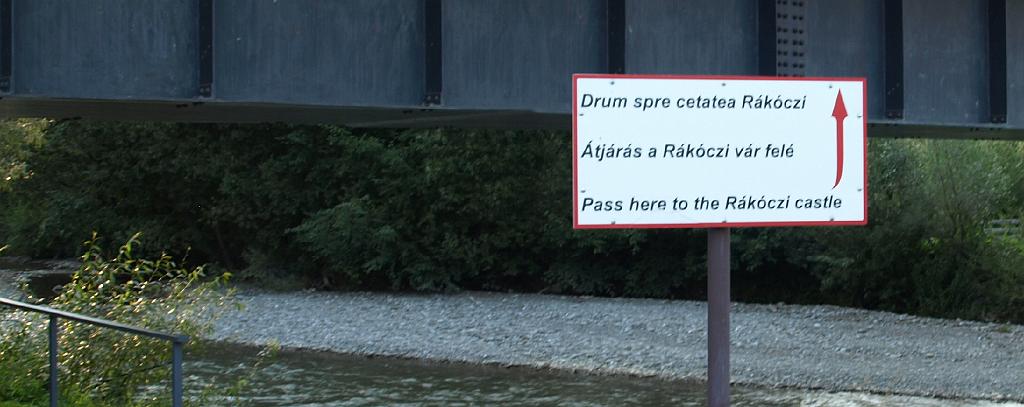 Drum spre cetatea Rákóczi
Átjárás a Rákóczi vár felé
Pass here to the Rákóczi castle